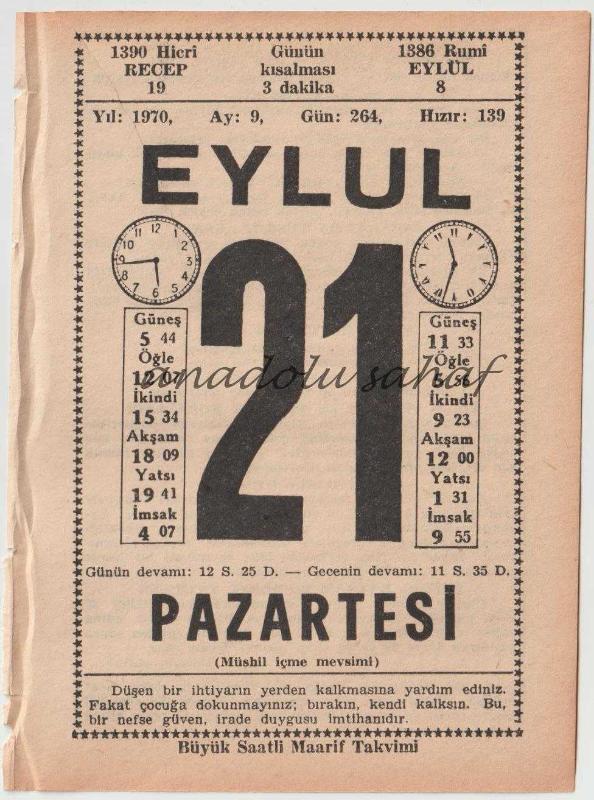 1390 Hicri Günün 1386 Rumî
RECEP kısalması EYLÜL
19 3 dakika 8
Yıl: 1970, Ay: 9, Gün: 264, Hızır: 139
EYLUL
21
Güneş
5 44
Öğle
12 07
İkindi
15 34
Akşam
18 09
Yatsı
19 41
İmsak
4 07
Güneş
11 33
Öğle
5 56
İkindi
9 23
Akşam
12 00
Yatsı
1 31
İmsak
9 55
anadolu sahaf
Günün devamı: 12 S. 25 D. — Gecenin devamı: 11 S. 35 D.
PAZARTESİ
(Müshil içme mevsimi)
Düşen bir ihtiyarın yerden kalkmasına yardım ediniz.
Fakat çocuğa dokunmayınız; bırakın, kendi kalksın. Bu,
bir nefse güven, irade duygusu imtihanıdır.
Büyük Saatli Maarif Takvimi